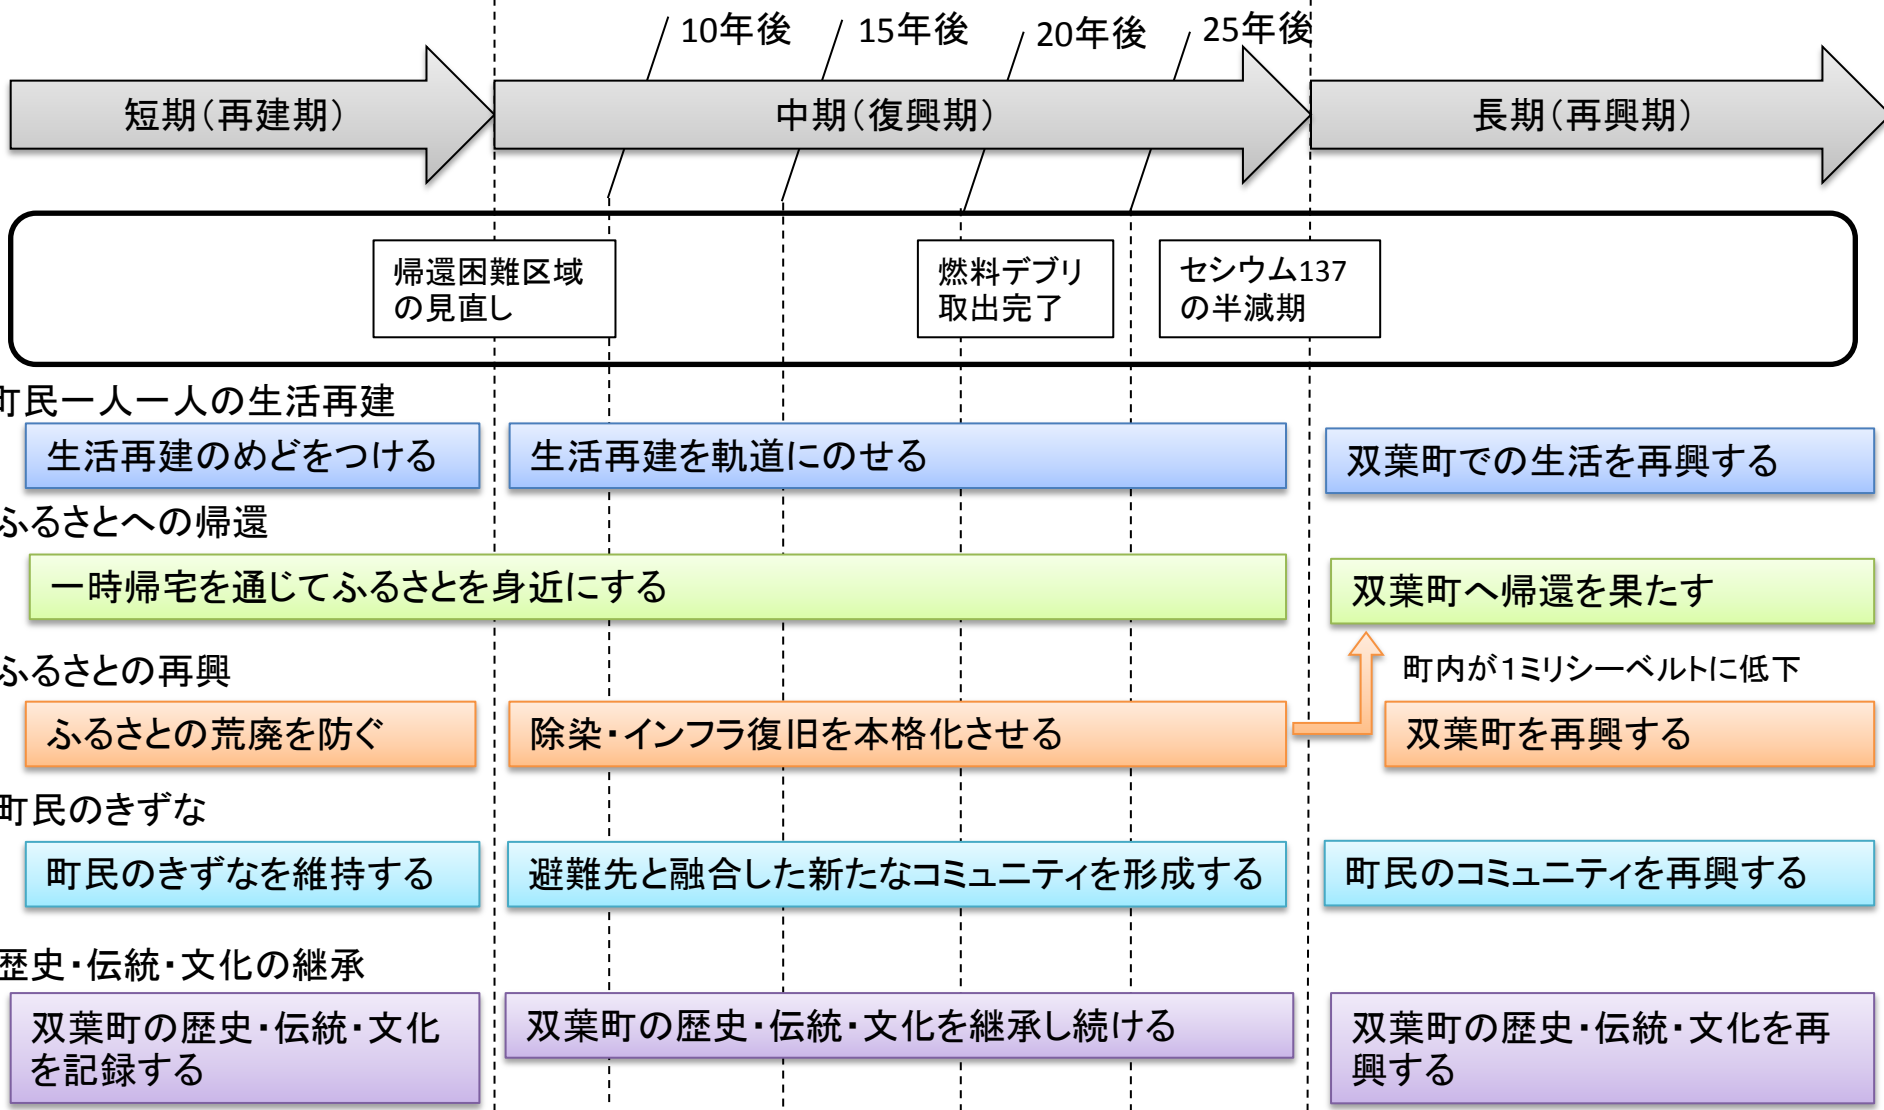 10年後
15年後
20年後
25年後
短期(再建期)
中期(復興期)
長期(再興期)
帰還困難区域
の見直し
燃料デブリ
取出完了
セシウム137
の半減期
町民一人一人の生活再建
生活再建のめどをつける
生活再建を軌道にのせる
双葉町での生活を再興する
ふるさとへの帰還
一時帰宅を通じてふるさとを身近にする
双葉町へ帰還を果たす
ふるさとの再興
町内が1ミリシーベルトに低下
ふるさとの荒廃を防ぐ
除染・インフラ復旧を本格化させる
双葉町を再興する
町民のきずな
町民のきずなを維持する
避難先と融合した新たなコミュニティを形成する
町民のコミュニティを再興する
歴史・伝統・文化の継承
双葉町の歴史・伝統・文化
を記録する
双葉町の歴史・伝統・文化を継承し続ける
双葉町の歴史・伝統・文化を再
興する